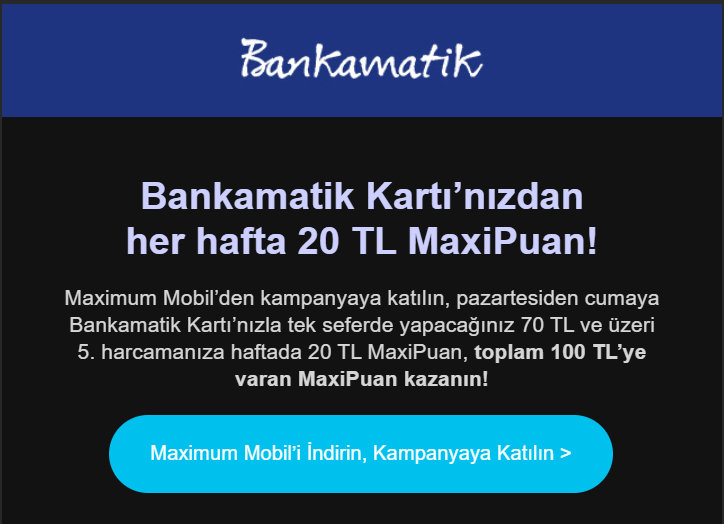 Bankamatik
Bankamatik Kartı’nızdan
her hafta 20 TL MaxiPuan!
Maximum Mobil’den kampanyaya katılın, pazartesiden cumaya
Bankamatik Kartı’nızla tek seferde yapacağınız 70 TL ve üzeri
5. harcamanıza haftada 20 TL MaxiPuan, toplam 100 TL’ye
varan MaxiPuan kazanın!
Maximum Mobil’i İndirin, Kampanyaya Katılın >